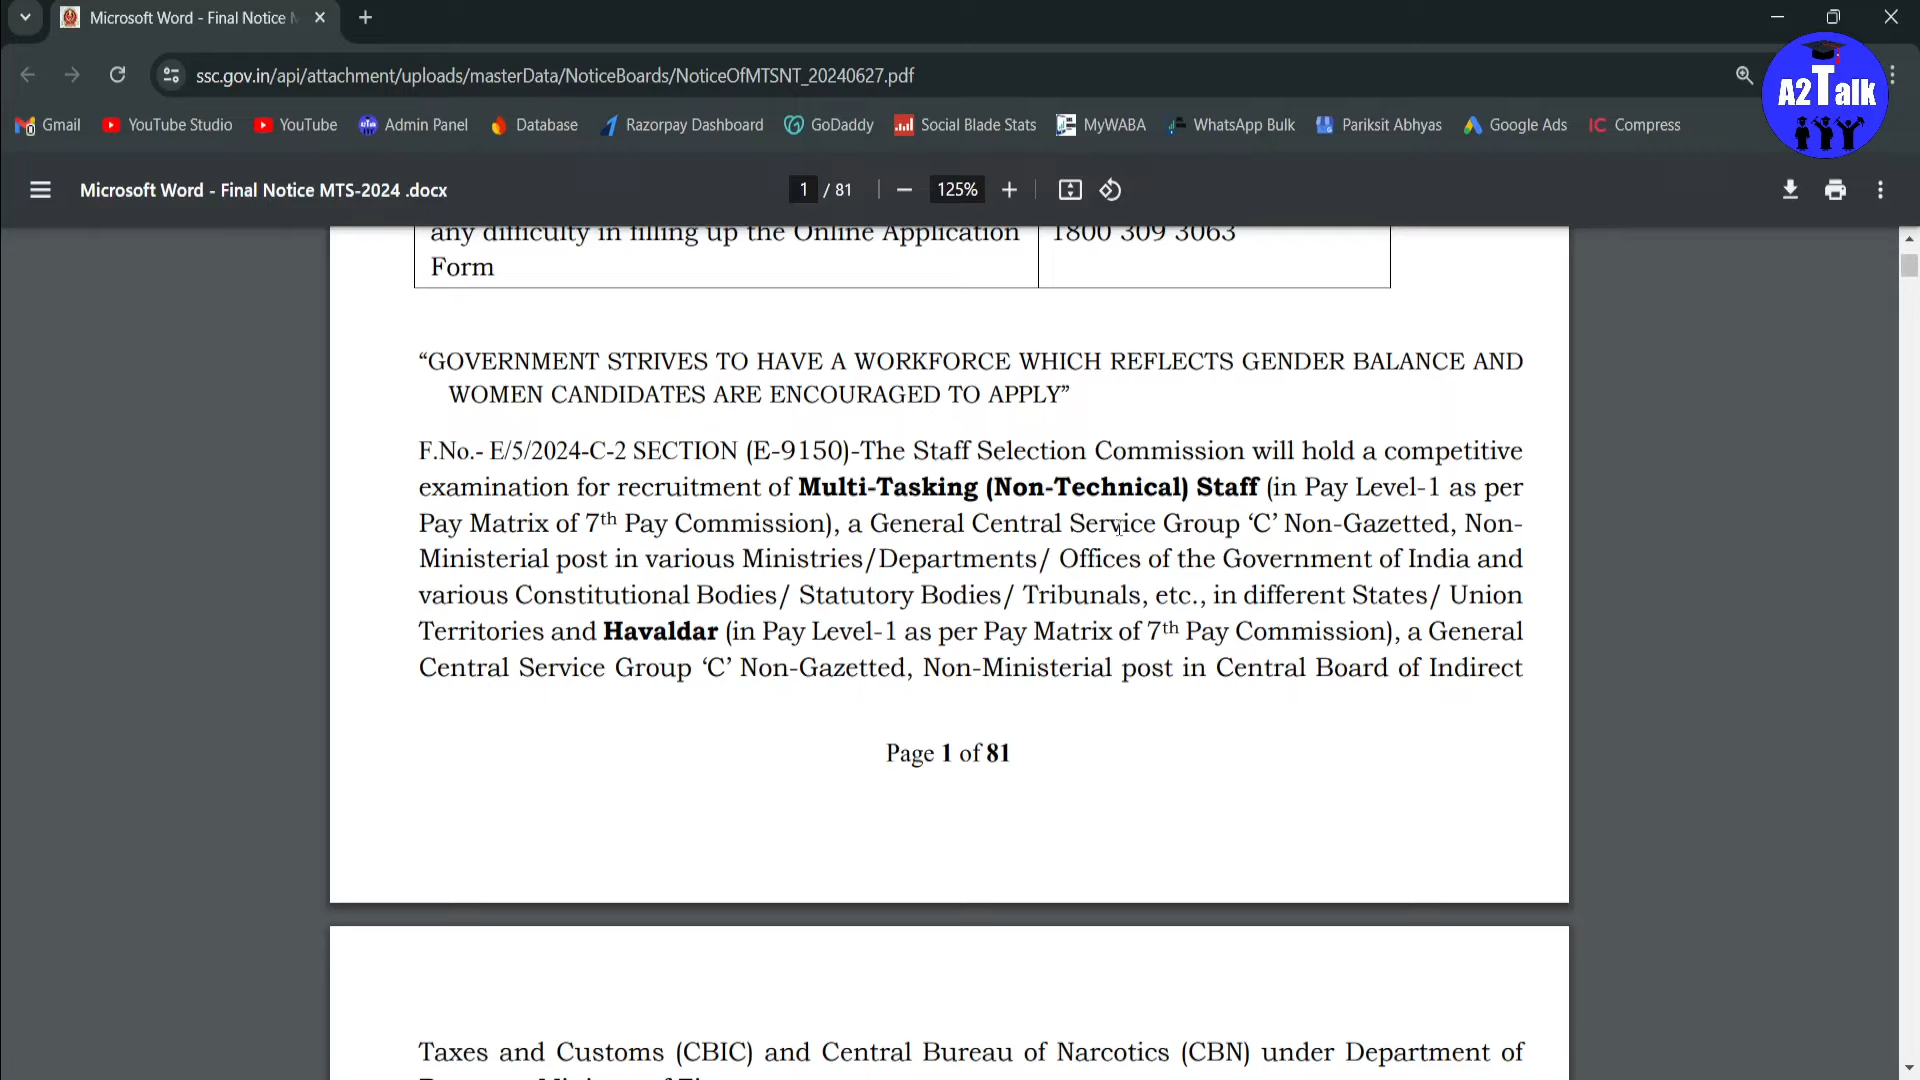 Microsoft Word - Final Notice M
ssc.gov.in/api/attachment/uploads/masterData/NoticeBoards/NoticeOfMTSNT_20240627.pdf
A2Talk
Gmail YouTube Studio YouTube Admin Panel Database Razorpay Dashboard GoDaddy Social Blade Stats MyWABA WhatsApp Bulk Pariksit Abhyas Google Ads IC Compress
Microsoft Word - Final Notice MTS-2024 .docx 1 / 81 125%
any difficulty in filling up the Online Application 1800 309 3063
Form
“GOVERNMENT STRIVES TO HAVE A WORKFORCE WHICH REFLECTS GENDER BALANCE AND
WOMEN CANDIDATES ARE ENCOURAGED TO APPLY”
F.No.- E/5/2024-C-2 SECTION (E-9150)-The Staff Selection Commission will hold a competitive
examination for recruitment of Multi-Tasking (Non-Technical) Staff (in Pay Level-1 as per
Pay Matrix of 7th Pay Commission), a General Central Service Group ‘C’ Non-Gazetted, Non-
Ministerial post in various Ministries/Departments/ Offices of the Government of India and
various Constitutional Bodies/ Statutory Bodies/ Tribunals, etc., in different States/ Union
Territories and Havaldar (in Pay Level-1 as per Pay Matrix of 7th Pay Commission), a General
Central Service Group ‘C’ Non-Gazetted, Non-Ministerial post in Central Board of Indirect
Page 1 of 81
Taxes and Customs (CBIC) and Central Bureau of Narcotics (CBN) under Department of